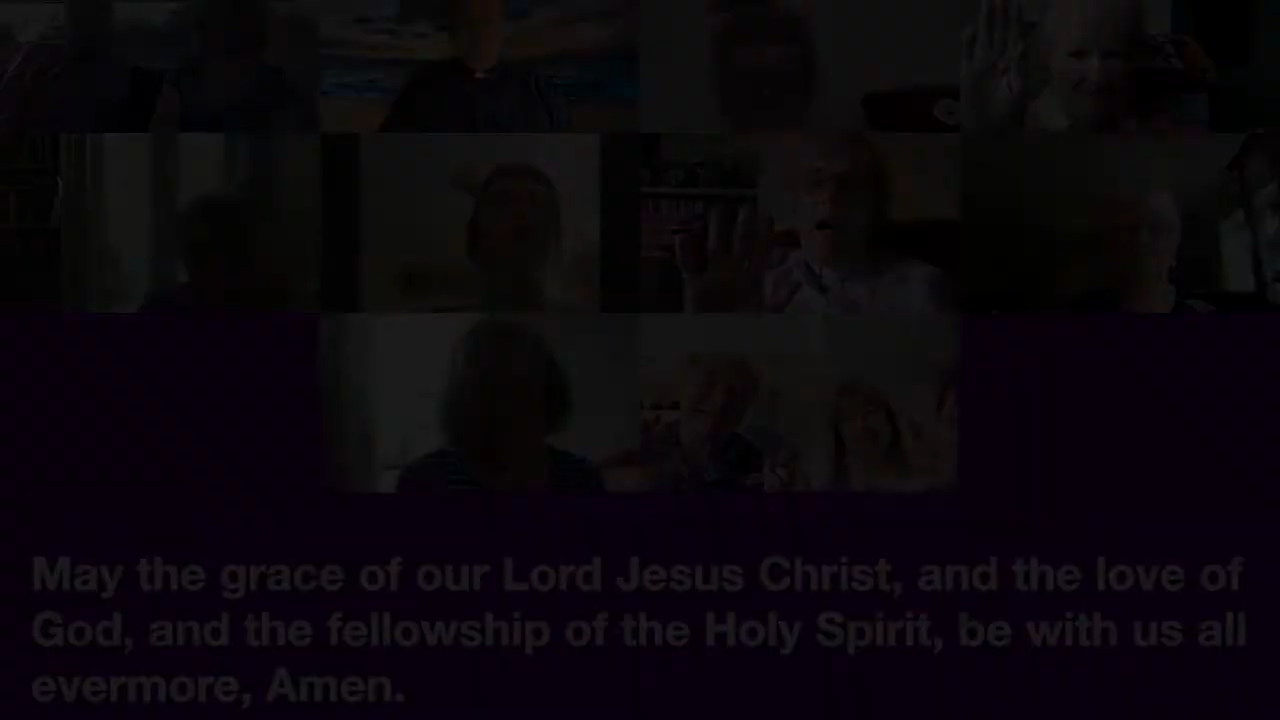 May the grace of our Lord Jesus Christ, and the love of
God, and the fellowship of the Holy Spirit, be with us all
evermore, Amen.